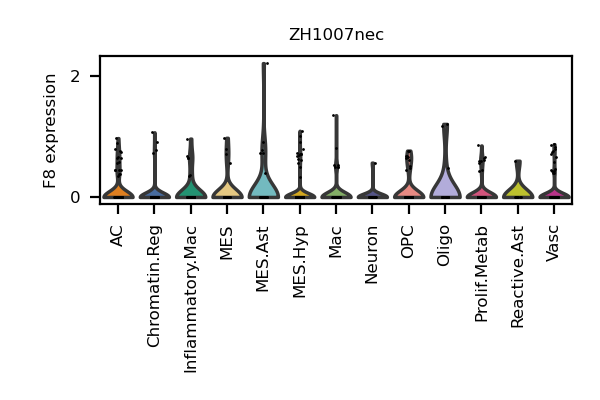 ZH1007nec
F8 expression
2
0
AC
Chromatin.Reg
Inflammatory.Mac
MES
MES.Ast
MES.Hyp
Mac
Neuron
OPC
Oligo
Prolif.Metab
Reactive.Ast
Vasc